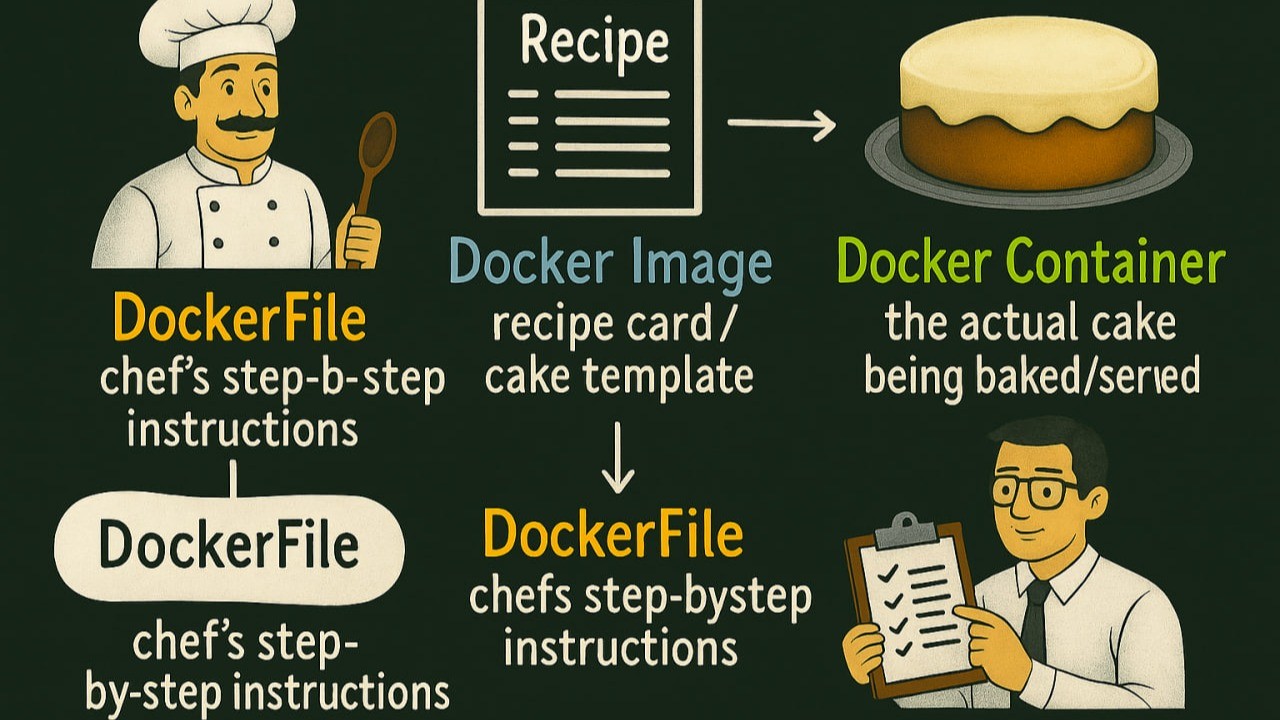 Recipe
DockerFile
chef's step-b-step
instructions
Docker Image
recipe card/
cake template
Docker Container
the actual cake
being baked/served
DockerFile
chef's step-
by-step instructions
DockerFile
chefs step-bystep
instructions